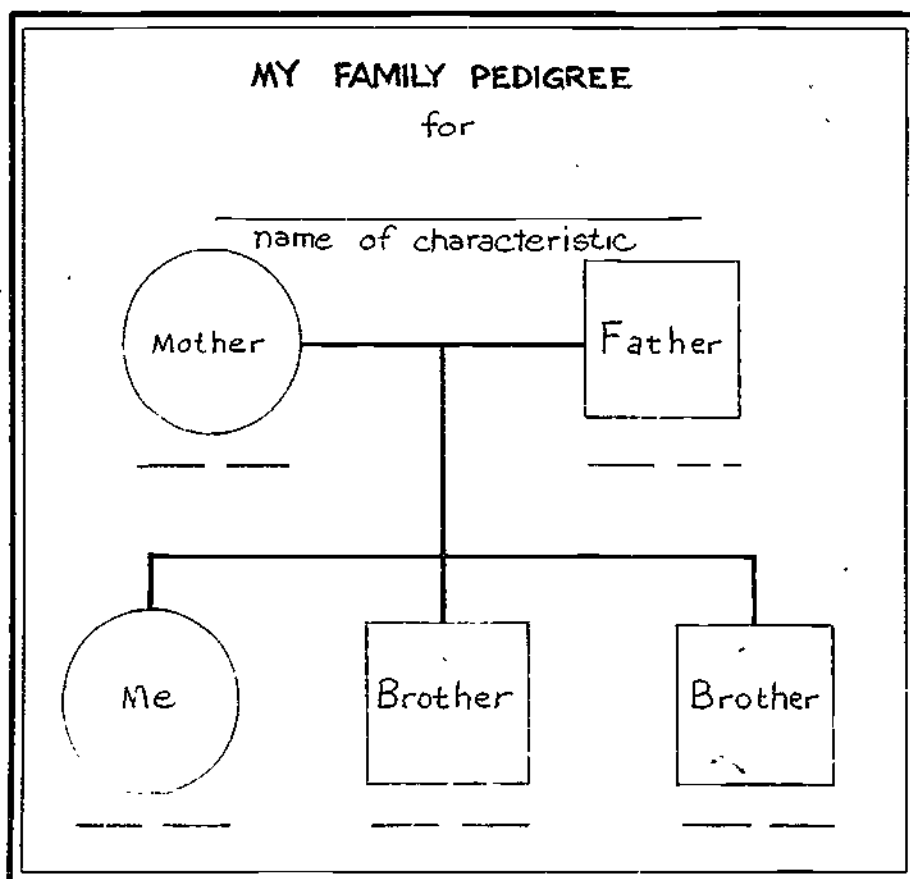 MY FAMILY PEDIGREE
for
name of characteristic
Mother
Father
Me
Brother
Brother